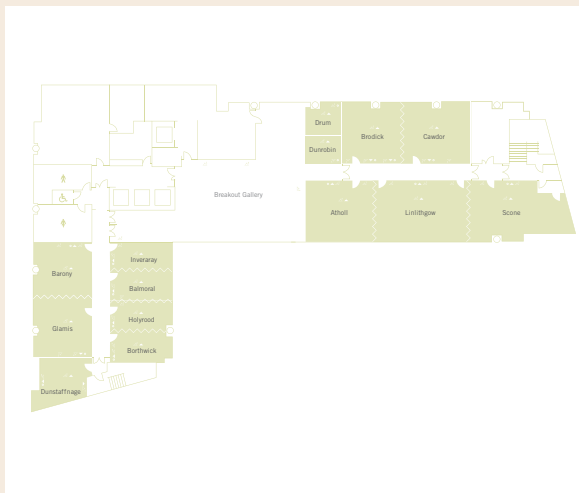 Drum
Brodick
Cawdor
Dunrobin
Breakout Gallery
Atholl
Linlithgow
Scone
Inveraray
Barony
Balmoral
Holyrood
Glamis
Borthwick
Dunstaffnage